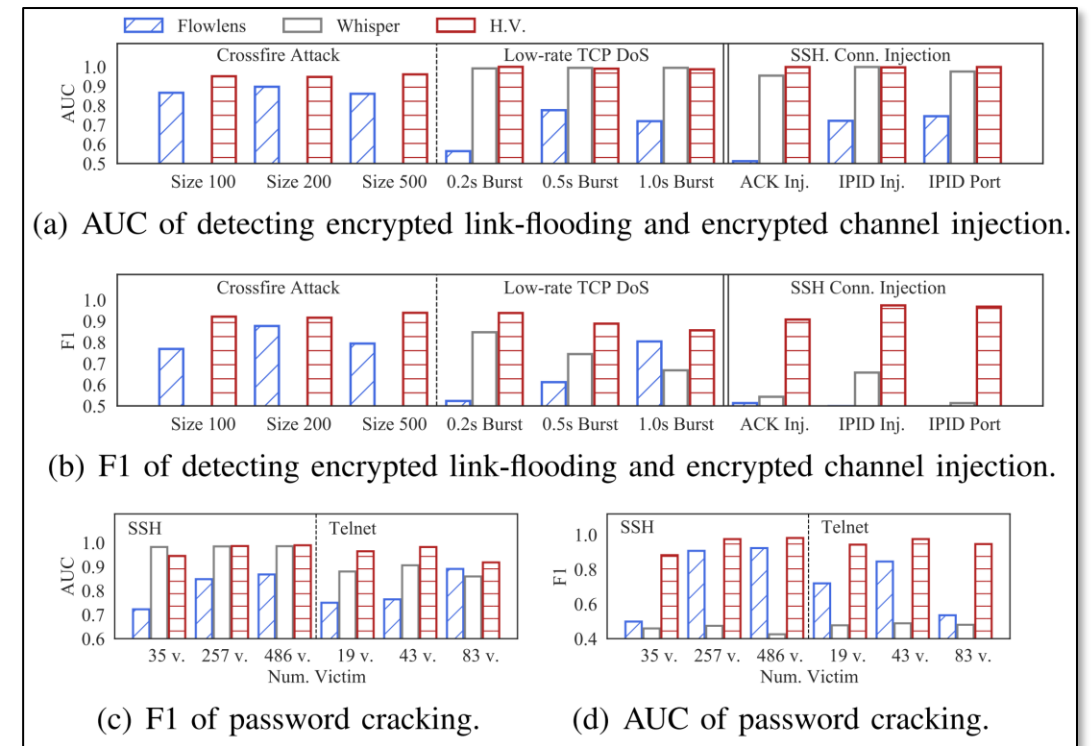 Flowlens Whisper H.V.
Crossfire Attack Low-rate TCP DoS SSH. Conn. Injection
AUC
1.0
0.9
0.8
0.7
0.6
0.5
Size 100 Size 200 Size 500 0.2s Burst 0.5s Burst 1.0s Burst ACK Inj. IPID Inj. IPID Port
(a) AUC of detecting encrypted link-flooding and encrypted channel injection.
Crossfire Attack Low-rate TCP DoS SSH Conn. Injection
F1
1.0
0.9
0.8
0.7
0.6
0.5
Size 100 Size 200 Size 500 0.2s Burst 0.5s Burst 1.0s Burst ACK Inj. IPID Inj. IPID Port
(b) F1 of detecting encrypted link-flooding and encrypted channel injection.
SSH Telnet
AUC
1.0
0.9
0.8
0.7
0.6
35 v. 257 v. 486 v. 19 v. 43 v. 83 v.
Num. Victim
(c) F1 of password cracking.
SSH Telnet
F1
1.0
0.8
0.6
0.4
35 v. 257 v. 486 v. 19 v. 43 v. 83 v.
Num. Victim
(d) AUC of password cracking.